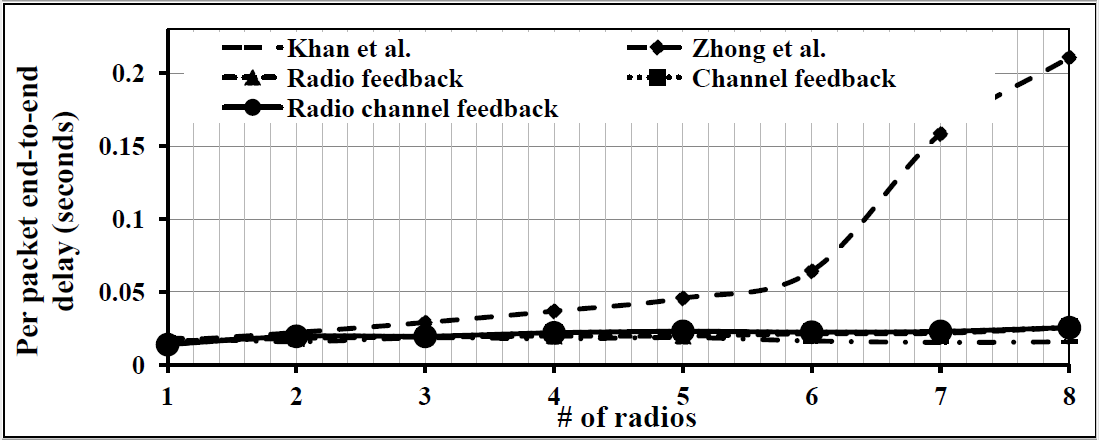 Per packet end-to-end
delay (seconds)
Khan et al.
Zhong et al.
Radio feedback
Channel feedback
Radio channel feedback
0.2
0.15
0.1
0.05
0
1 2 3 4 5 6 7 8
# of radios